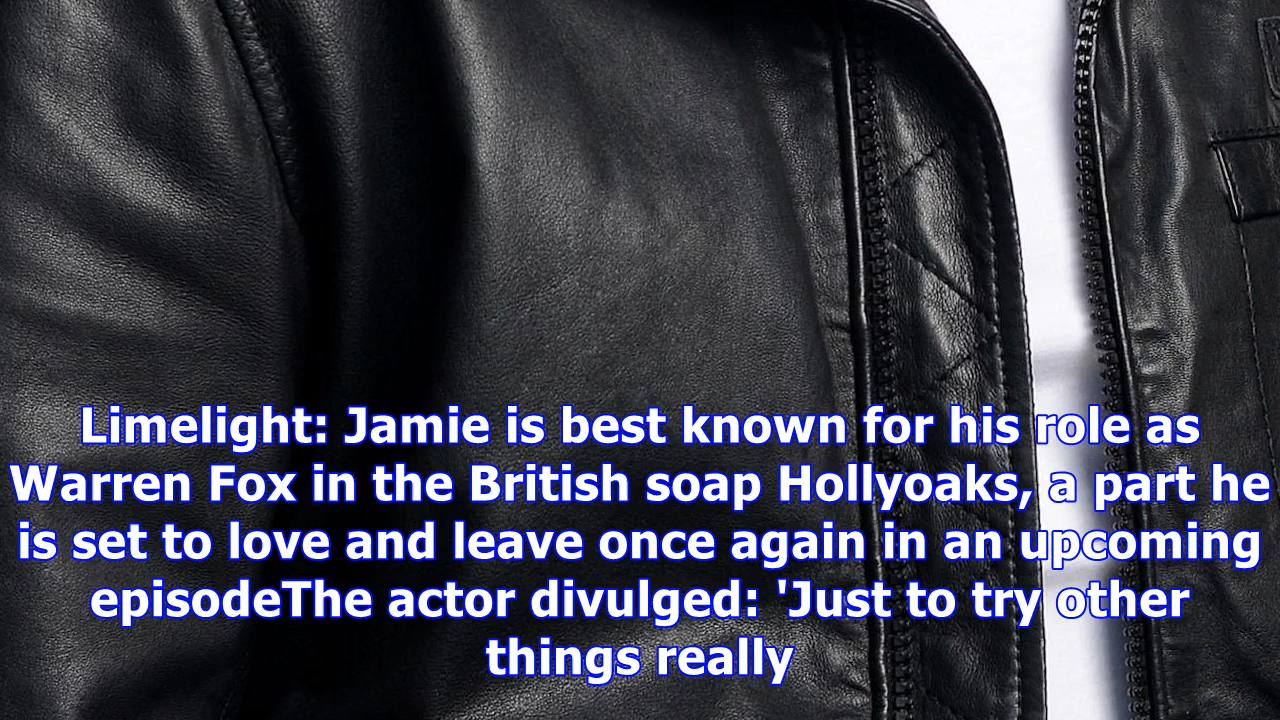 Limelight: Jamie is best known for his role as
Warren Fox in the British soap Hollyoaks, a part he
is set to love and leave once again in an upcoming
episodeThe actor divulged: 'Just to try other
things really